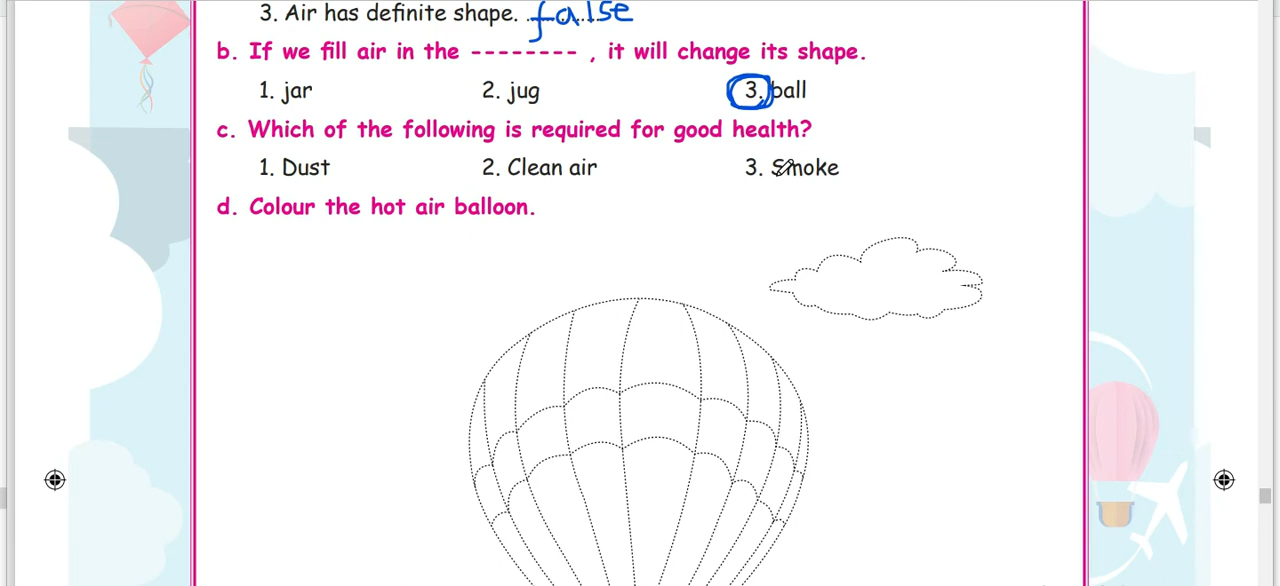 3. Air has definite shape. ........... false
b. If we fill air in the -------- , it will change its shape.
1. jar 2. jug 3. ball
c. Which of the following is required for good health?
1. Dust 2. Clean air 3. Smoke
d. Colour the hot air balloon.